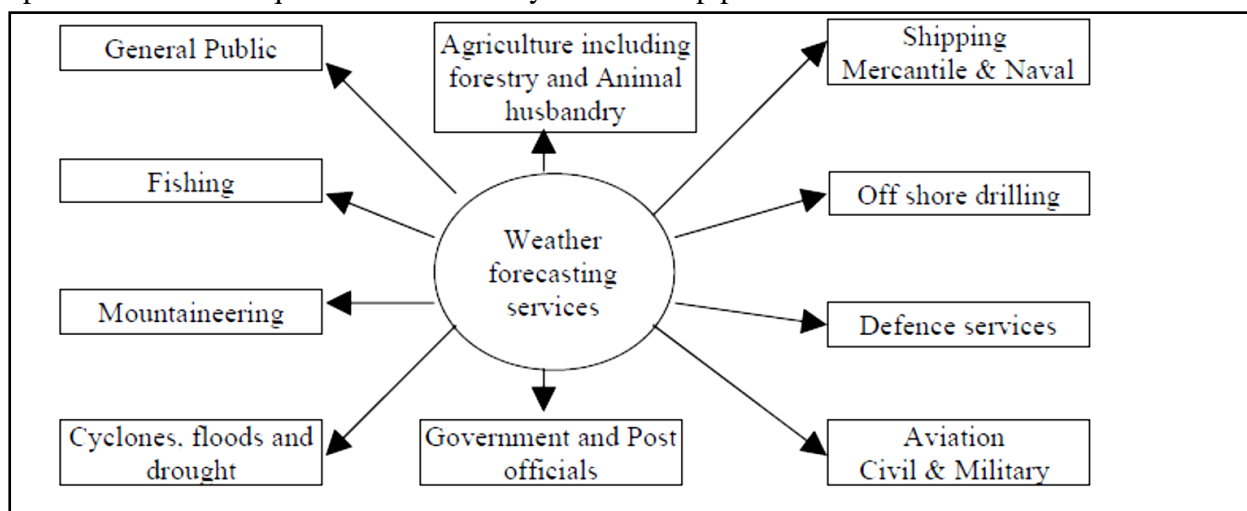 General Public
Agriculture including
forestry and Animal
husbandry
Shipping
Mercantile & Naval
Fishing
Off shore drilling
Weather
forecasting
services
Mountaineering
Defence services
Cyclones, floods and
drought
Government and Post
officials
Aviation
Civil & Military